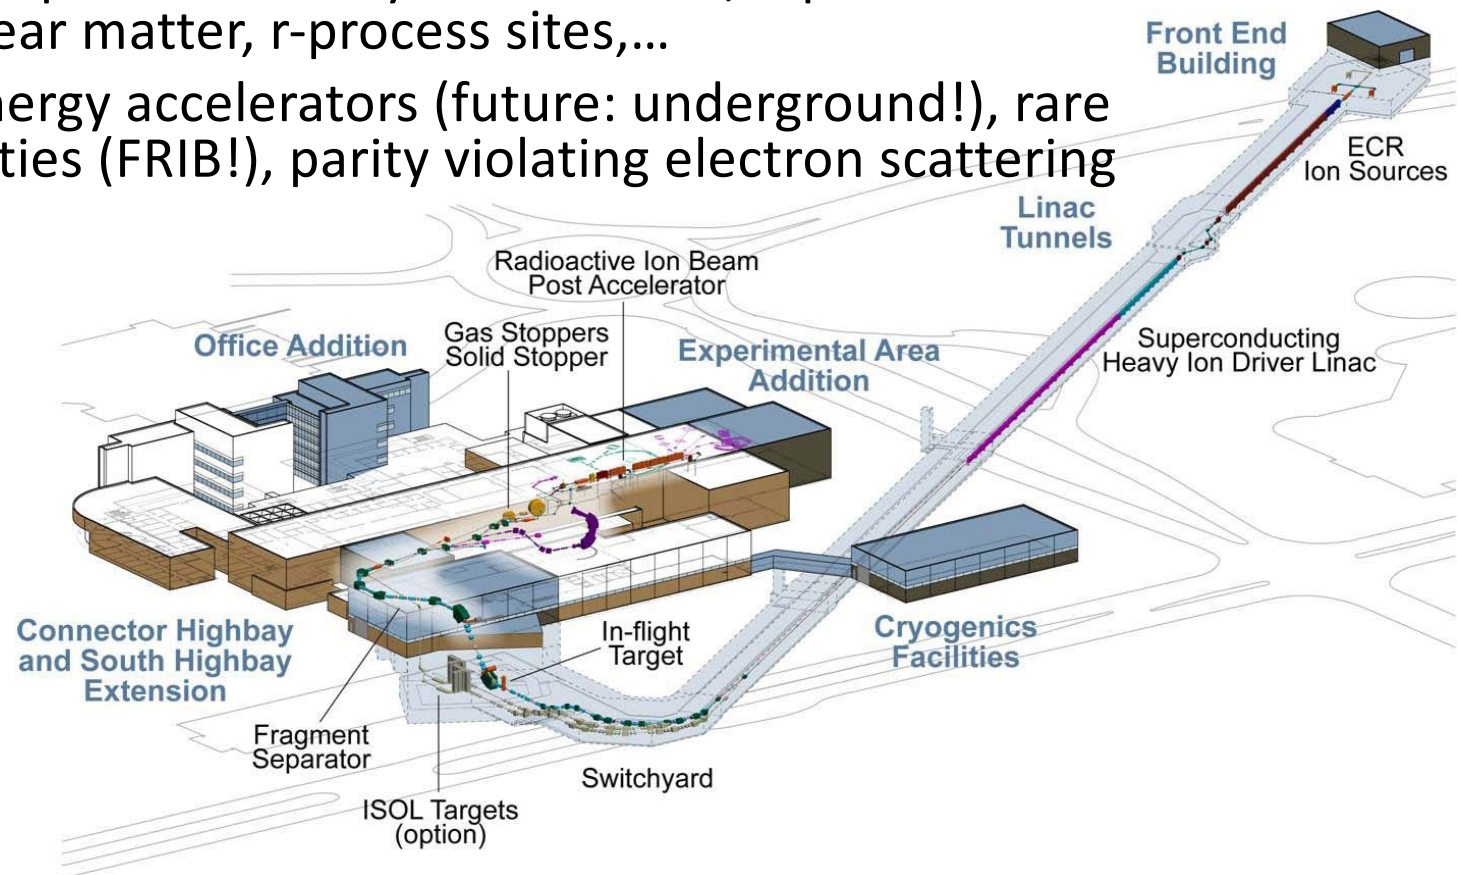 ear matter, r-process sites,...
nergy accelerators (future: underground!), rare
ties (FRIB!), parity violating electron scattering
Front End
Building
ECR
Ion Sources
Linac
Tunnels
Radioactive Ion Beam
Post Accelerator
Gas Stoppers
Solid Stopper
Office Addition
Experimental Area
Addition
Superconducting
Heavy Ion Driver Linac
Connector Highbay
and South Highbay
Extension
In-flight
Target
Cryogenics
Facilities
Fragment
Separator
Switchyard
ISOL Targets
(option)